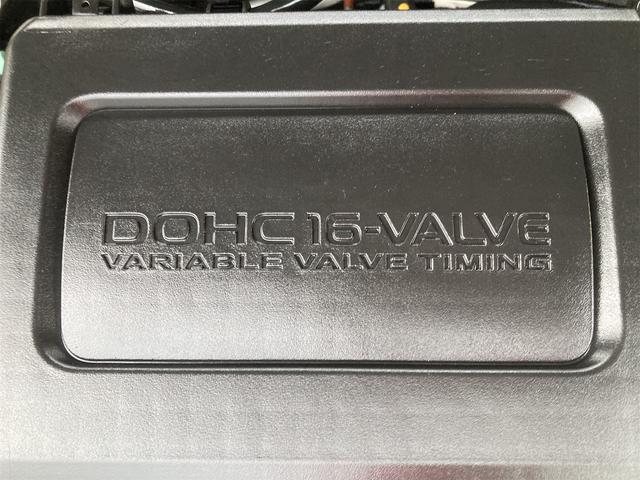 DOHC 16-VALVE
VARIABLE VALVE TIMING